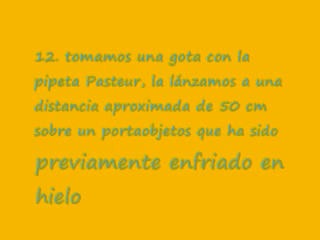 12. tomamos una gota con la
pipeta Pasteur, la lánzamos a una
distancia aproximada de 50 cm
sobre un portaobjetos que ha sido
previamente enfriado en
hielo